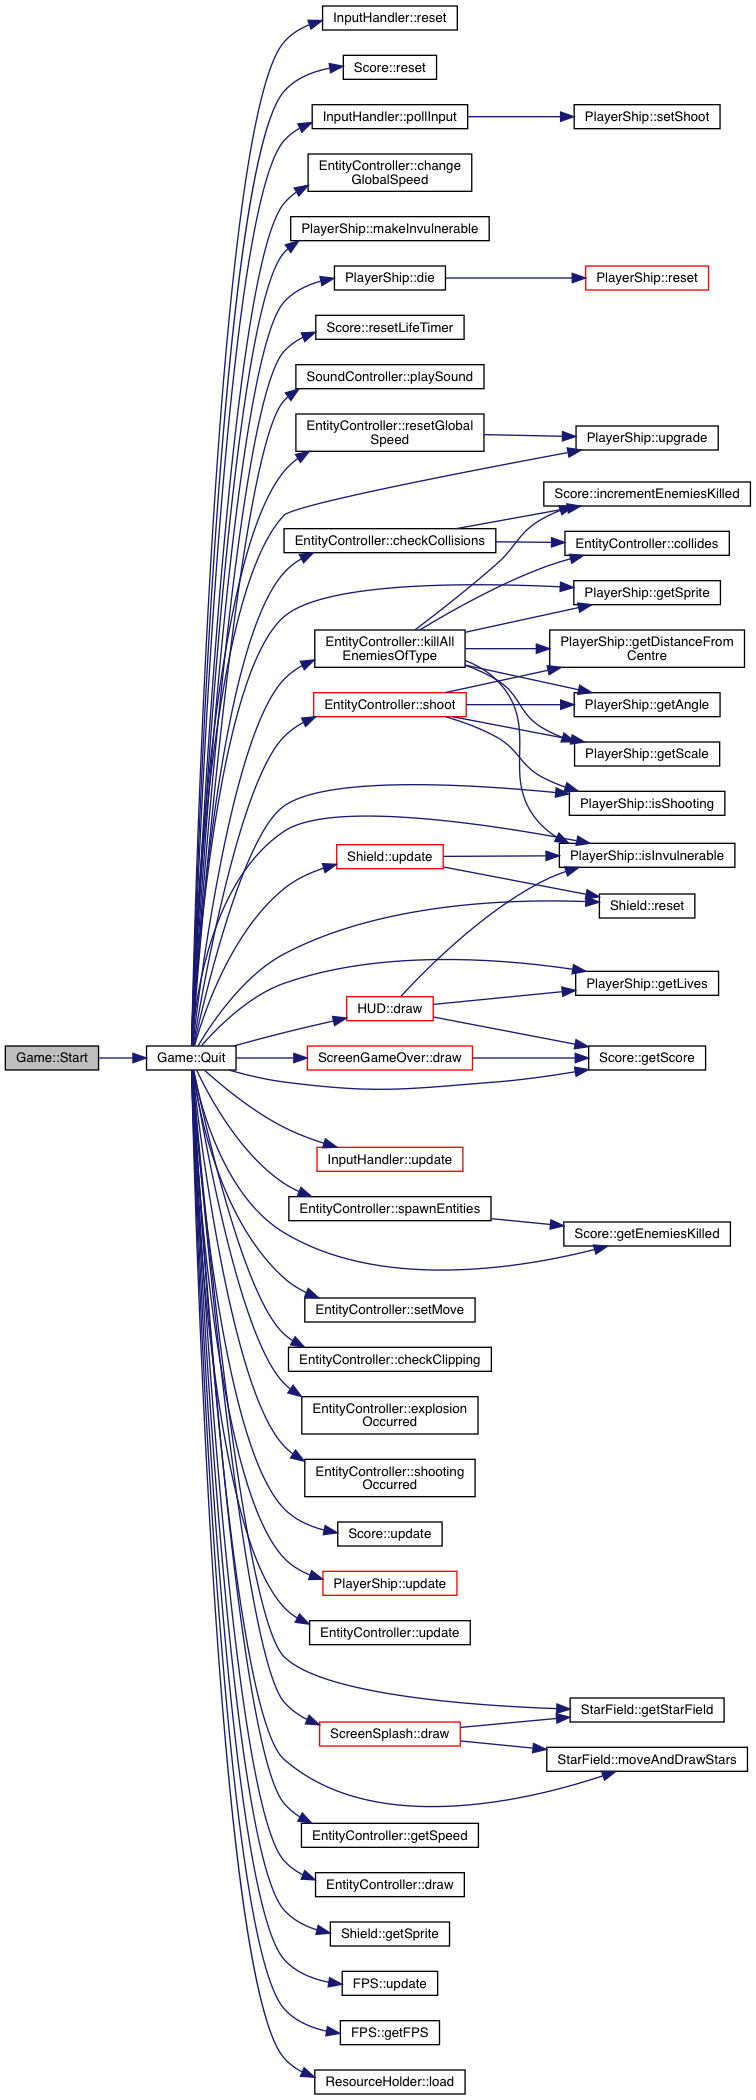 InputHandler::reset
Score::reset
InputHandler::pollInput
PlayerShip::setShoot
EntityController::change
GlobalSpeed
PlayerShip::makeInvulnerable
PlayerShip::die
PlayerShip::reset
Score::resetLifeTimer
SoundController::playSound
EntityController::resetGlobal
Speed
PlayerShip::upgrade
Score::incrementEnemiesKilled
EntityController::checkCollisions
EntityController::collides
PlayerShip::getSprite
EntityController::killAll
EnemiesOfType
PlayerShip::getDistanceFrom
Centre
EntityController::shoot
PlayerShip::getAngle
PlayerShip::getScale
PlayerShip::isShooting
Shield::update
PlayerShip::isInvulnerable
Shield::reset
PlayerShip::getLives
HUD::draw
Game::Start
Game::Quit
ScreenGameOver::draw
Score::getScore
InputHandler::update
EntityController::spawnEntities
Score::getEnemiesKilled
EntityController::setMove
EntityController::checkClipping
EntityController::explosion
Occurred
EntityController::shooting
Occurred
Score::update
PlayerShip::update
EntityController::update
StarField::getStarField
ScreenSplash::draw
StarField::moveAndDrawStars
EntityController::getSpeed
EntityController::draw
Shield::getSprite
FPS::update
FPS::getFPS
ResourceHolder::load